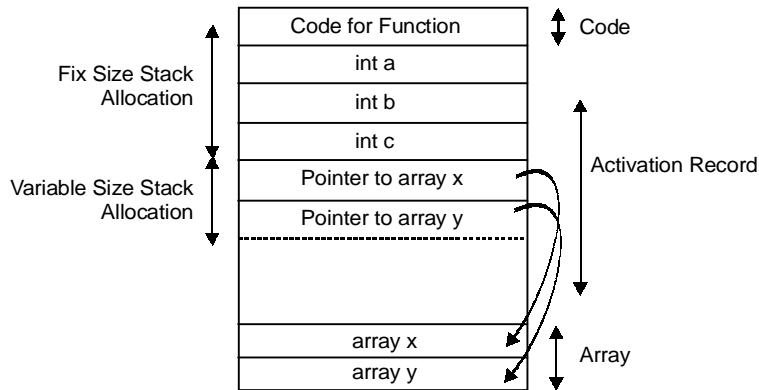 Code for Function
Code
int a
Fix Size Stack
Allocation
int b
int c
Activation Record
Pointer to array x
Variable Size Stack
Allocation
Pointer to array y
array x
Array
array y